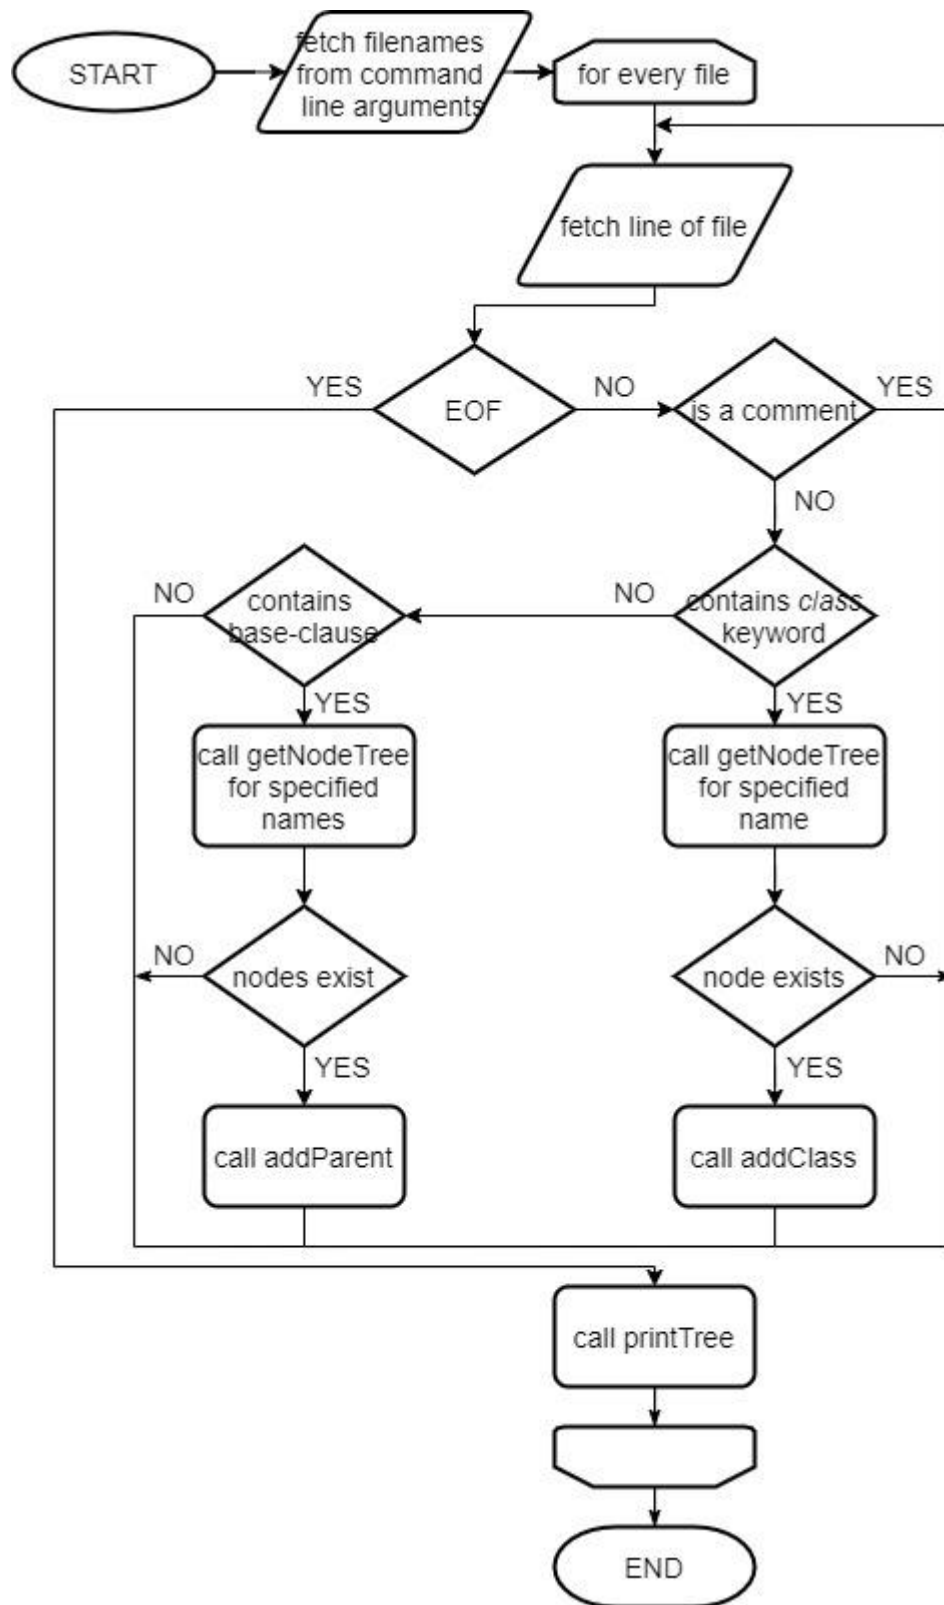 START
fetch filenames
from command
line arguments
for every file
fetch line of file
YES
EOF
NO
is a comment
YES
NO
NO
contains
base-clause
NO
contains class
keyword
YES
YES
call getNodeTree
for specified
names
call getNodeTree
for specified
name
NO
nodes exist
node exists
NO
YES
YES
call addParent
call addClass
call printTree
END